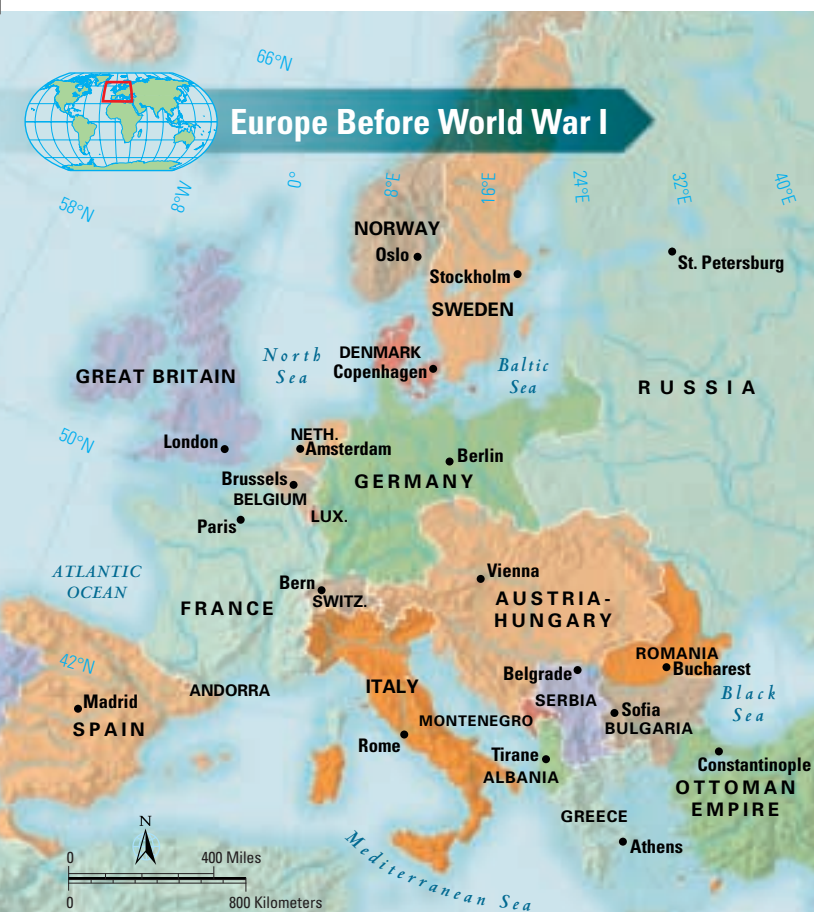 66°N
Europe Before World War I
58°N
8°W
0°
8°E
16°E
24°E
32°E
40°E
NORWAY
Oslo
Stockholm
SWEDEN
St. Petersburg
North
Sea
DENMARK
Copenhagen
Baltic
Sea
GREAT BRITAIN
RUSSIA
50°N
London
NETH.
Amsterdam
Berlin
GERMANY
Brussels
BELGIUM
LUX.
Paris
ATLANTIC
OCEAN
Bern
SWITZ.
Vienna
FRANCE
AUSTRIA-
HUNGARY
42°N
ROMANIA
Bucharest
Belgrade
ANDORRA
ITALY
Madrid
SPAIN
SERBIA
Black
Sea
MONTENEGRO
Sofia
BULGARIA
Rome
Tirane
ALBANIA
Constantinople
OTTOMAN
EMPIRE
GREECE
Athens
Mediterranean Sea
N
0 400 Miles
0 800 Kilometers